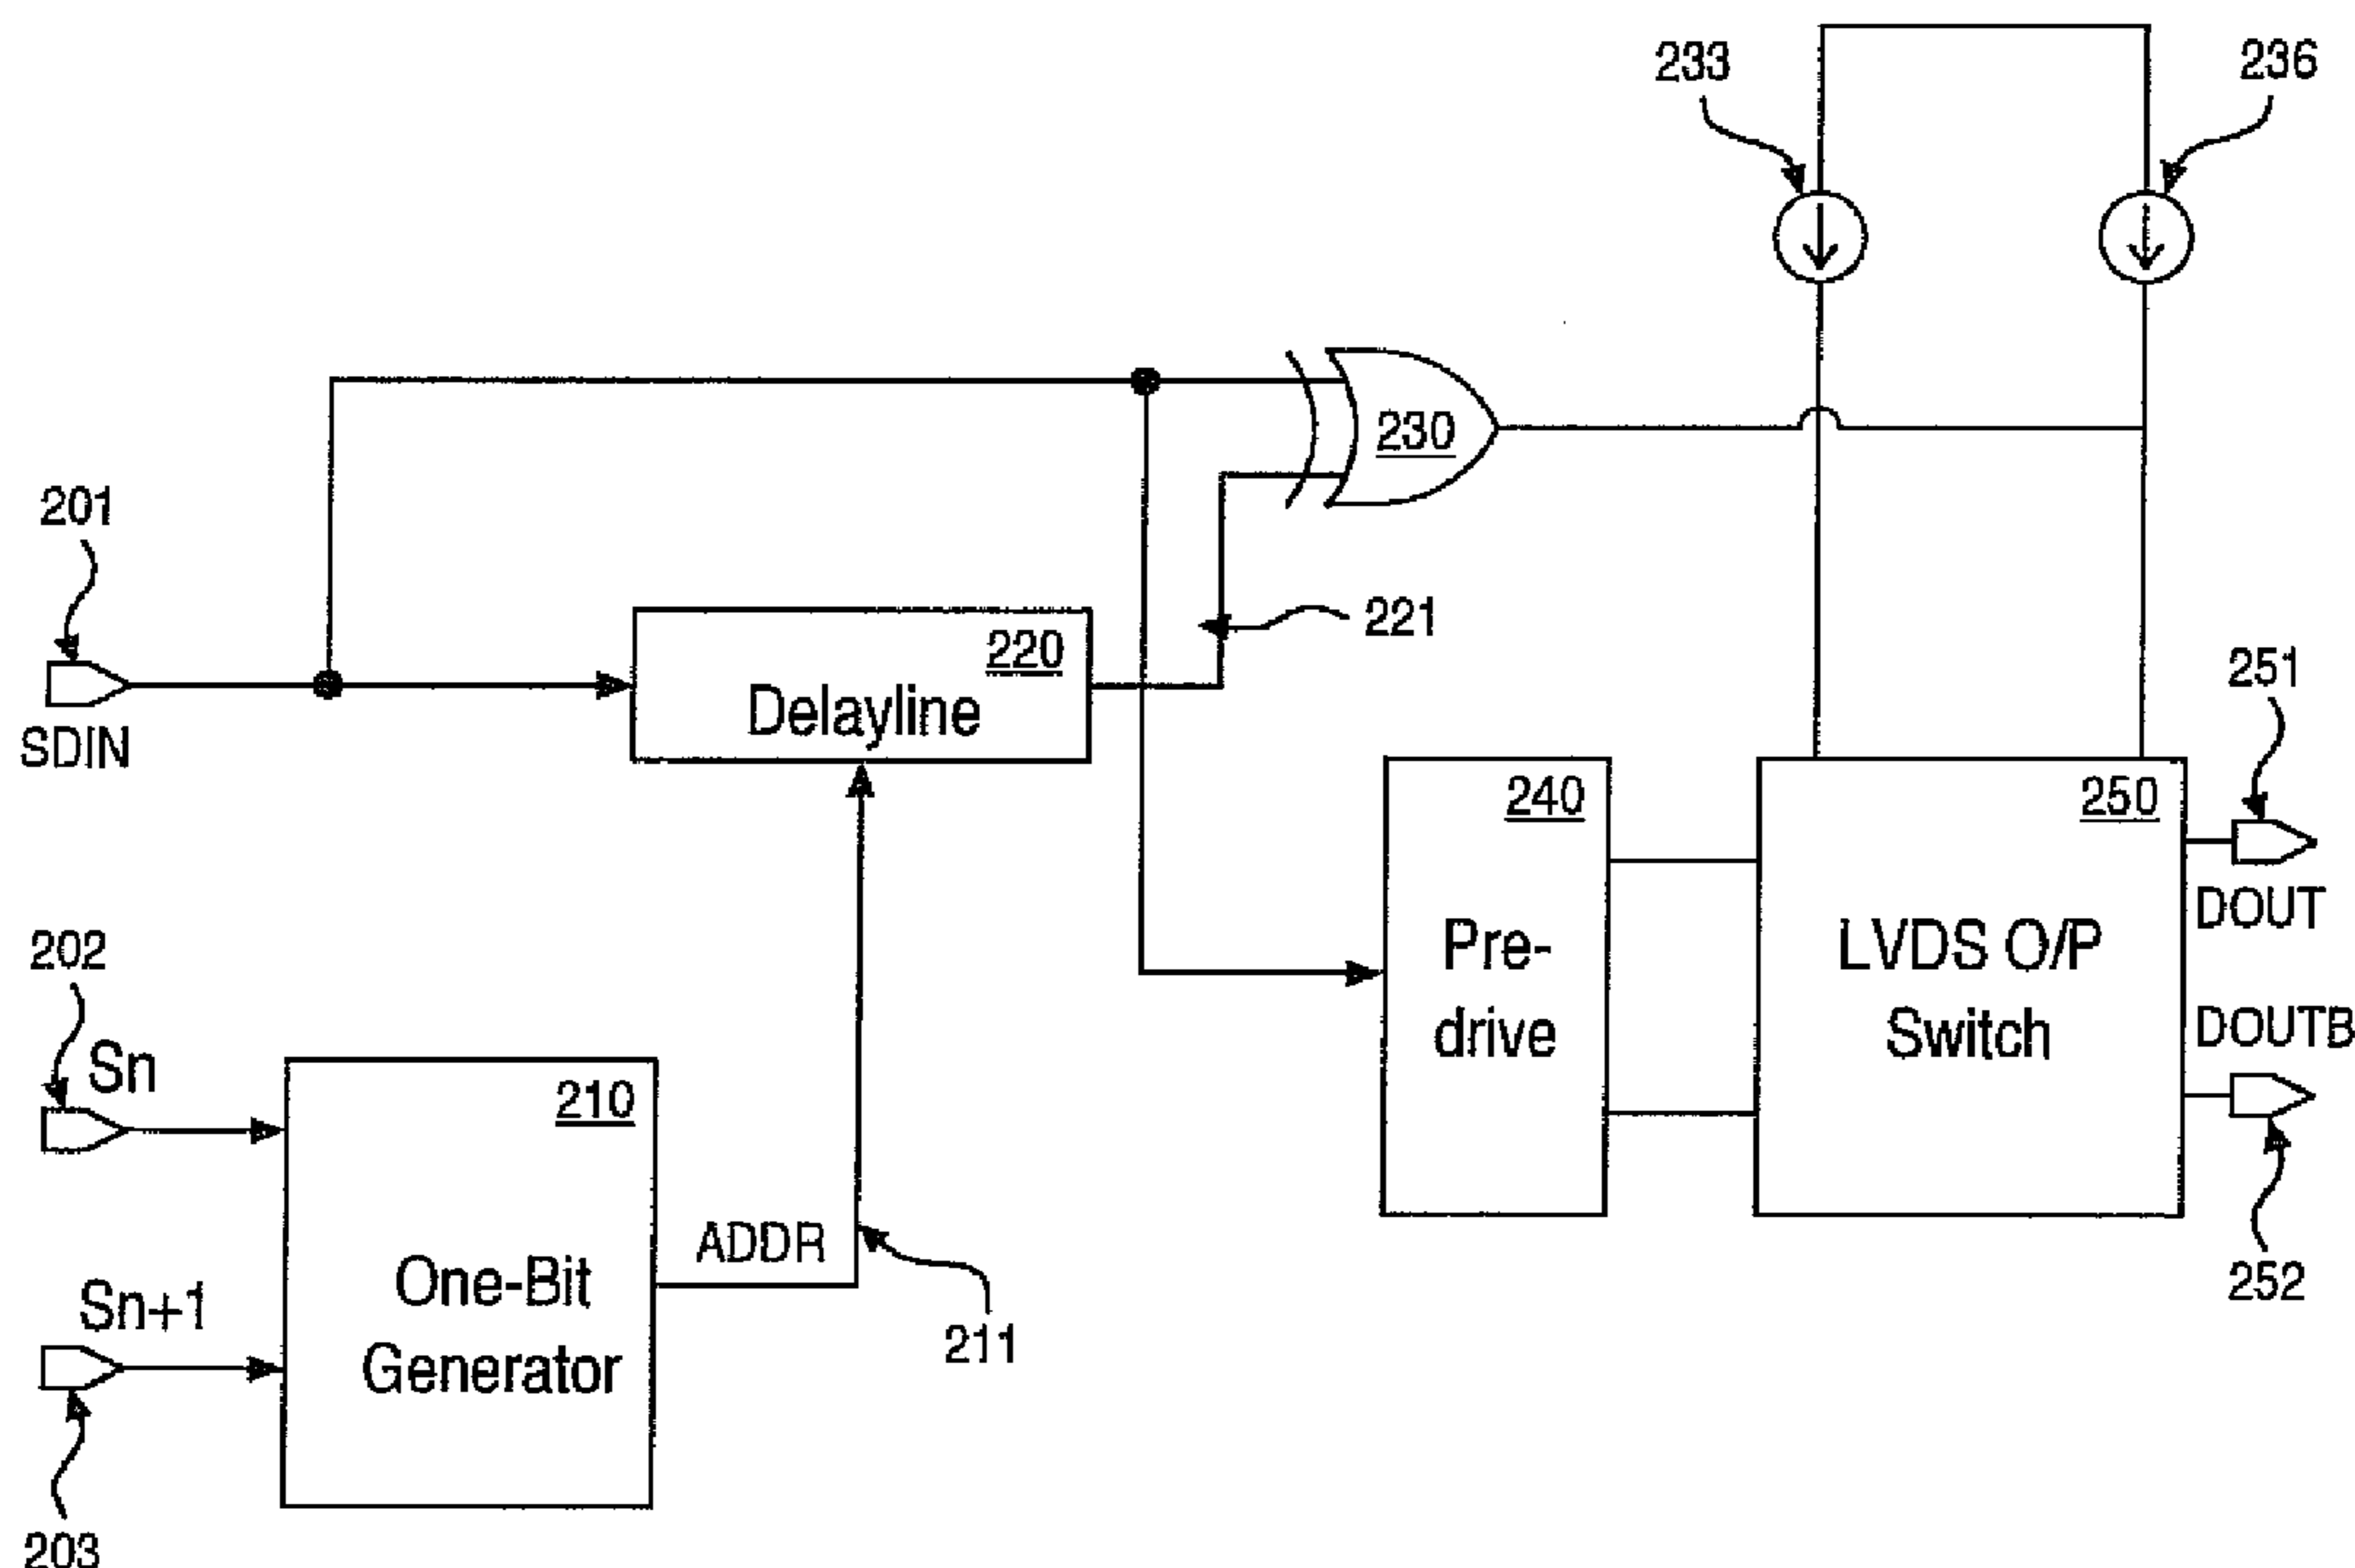 233
236
230
201
221
220
Delayline
SDIN
251
240
250
DOUT
202
Pre-
drive
LVDS O/P
Switch
Sn
DOUTB
210
ADDR
One-Bit
Generator
252
Sn+1
211
203